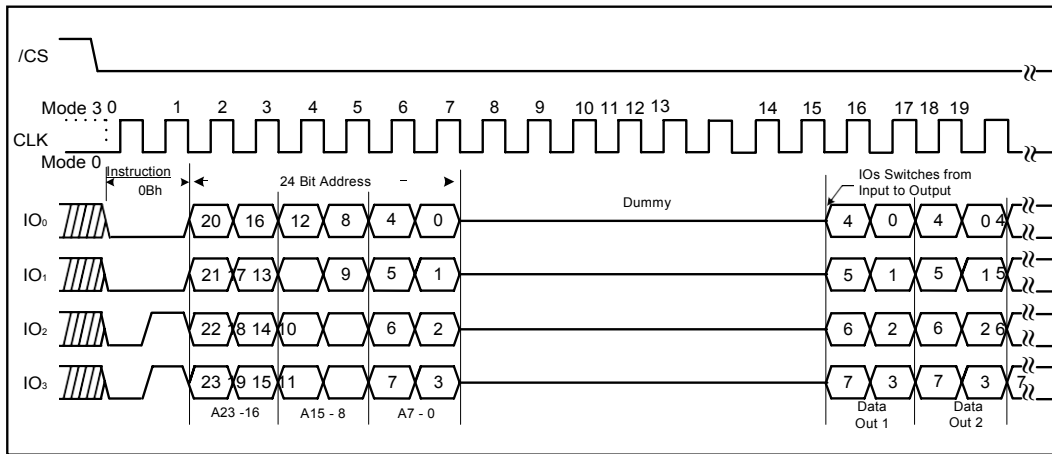 /CS
Mode 3 0 1 2 3 4 5 6 7 8 9 10 11 12 13 14 15 16 17 18 19
CLK
Mode 0
Instruction
0Bh
24 Bit Address
IOs Switches from
Input to Output
Dummy
IO₀ 20 16 12 8 4 0 4 0 4 0 4
IO₁ 21 17 13 9 5 1 5 1 5 1 5
IO₂ 22 18 14 10 6 2 6 2 6 2 6
IO₃ 23 19 15 11 7 3 7 3 7 3 7
A23 -16 A15 - 8 A7 - 0
Data
Out 1
Data
Out 2